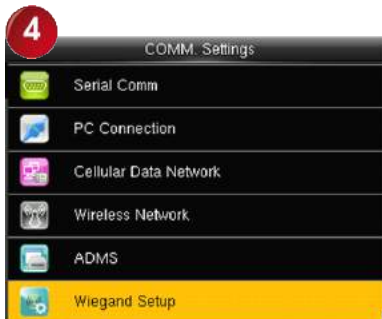 4
COMM. Settings
Serial Comm
PC Connection
Cellular Data Network
Wireless Network
ADMS
Wiegand Setup